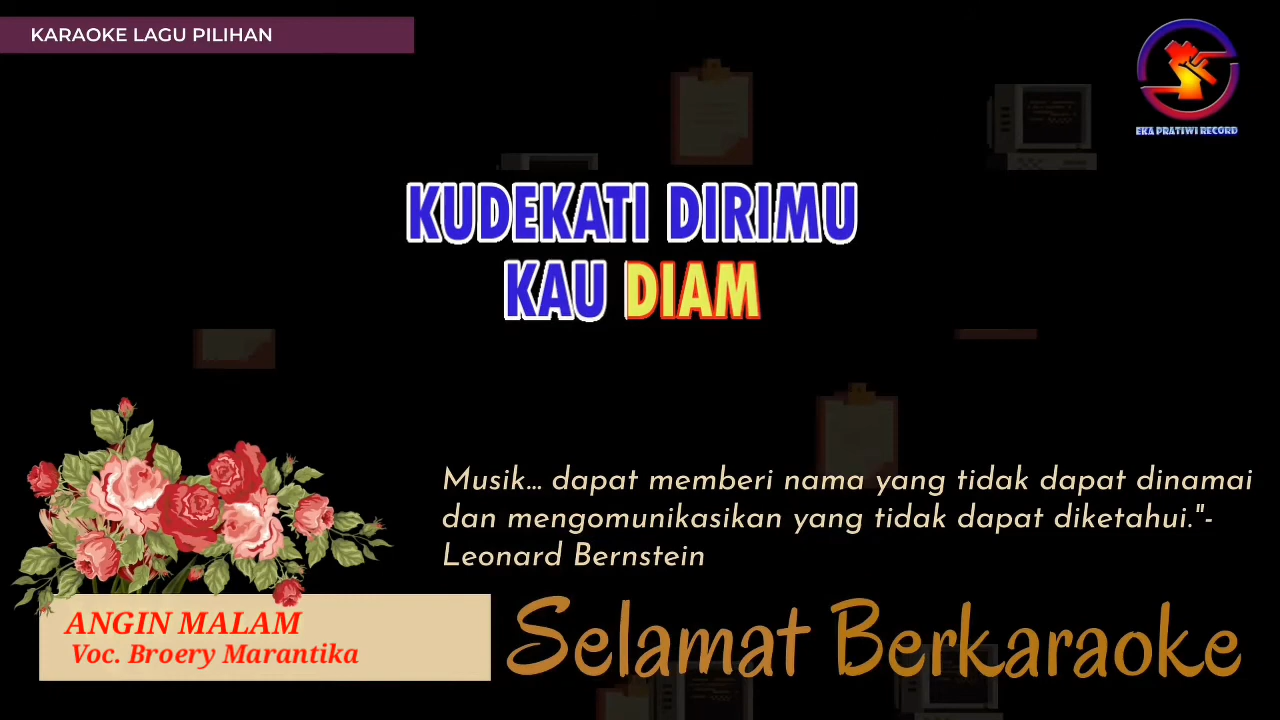 KARAOKE LAGU PILIHAN
EKA PRATIWI RECORD
KUDEKATI DIRIMU
KAU DIAM
Musik... dapat memberi nama yang tidak dapat dinamai
dan mengomunikasikan yang tidak dapat diketahui."-
Leonard Bernstein
ANGIN MALAM
Voc. Broery Marantika
Selamat Berkaraoke